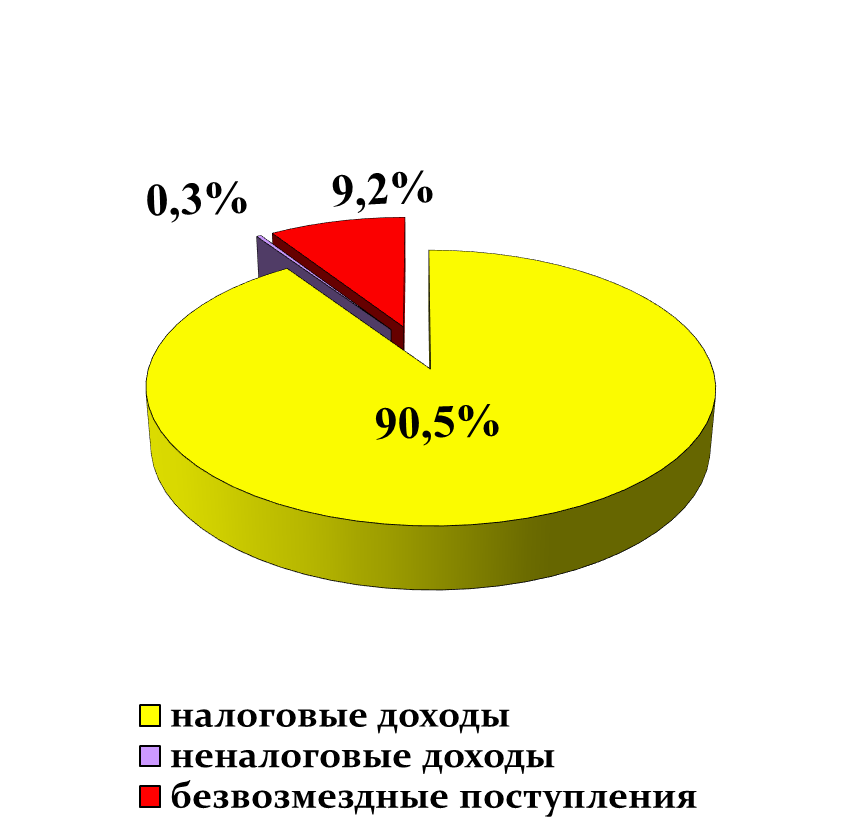 0,3%
9,2%
90,5%
налоговые доходы
неналоговые доходы
безвозмездные поступления